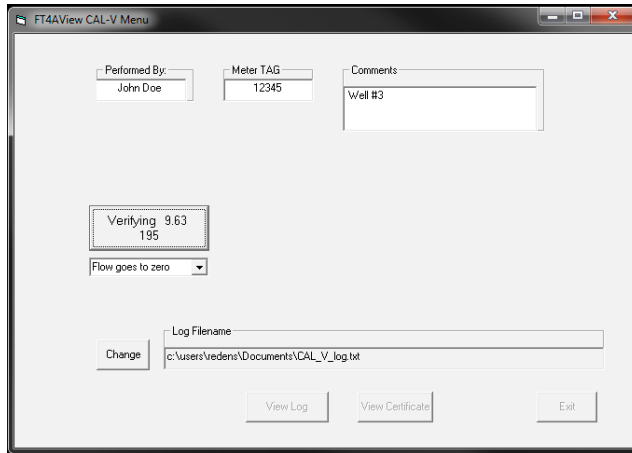 FT4AView CAL-V Menu
Performed By:
Meter TAG
Comments
John Doe
12345
Well #3
Verifying 9.63
195
Flow goes to zero
Log Filename
Change
c:\users\redens\Documents\CAL_V_log.txt
View Log
View Certificate
Exit